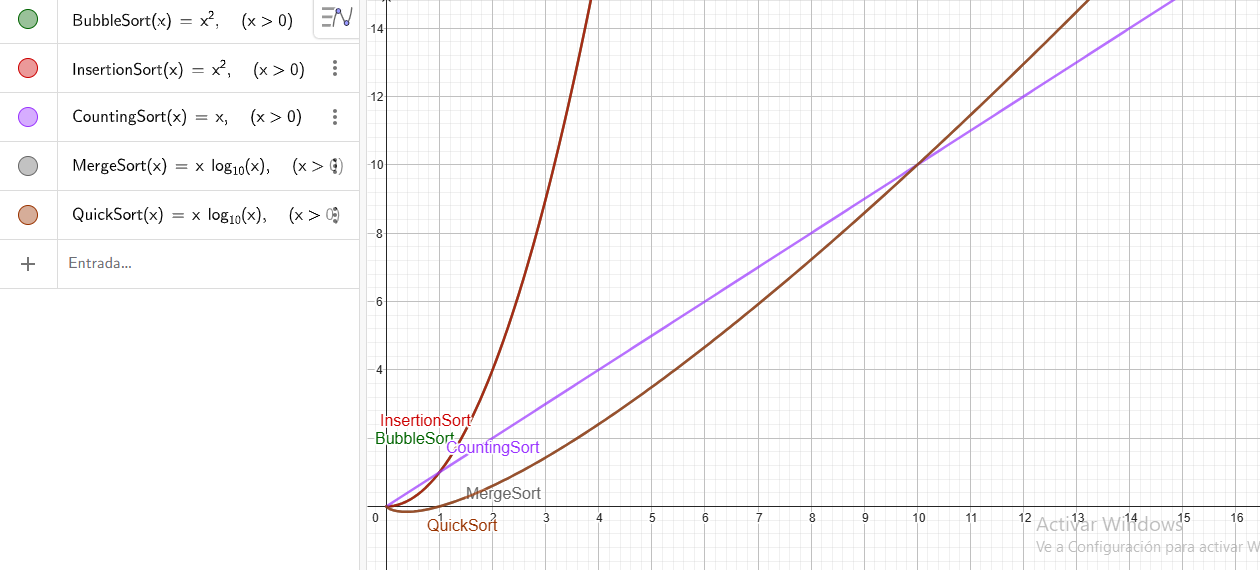 BubbleSort(x) = x², (x > 0)
InsertionSort(x) = x², (x > 0)
CountingSort(x) = x, (x > 0)
MergeSort(x) = x log₁₀(x), (x > 0)
QuickSort(x) = x log₁₀(x), (x > 0
Entrada...
14
12
10
8
6
4
InsertionSort
BubbleSort
CountingSort
MergeSort
0 1 2 3 4 5 6 7 8 9 10 11 12 13 14 15 16
QuickSort
Activar Windows
Ve a Configuración para activar W